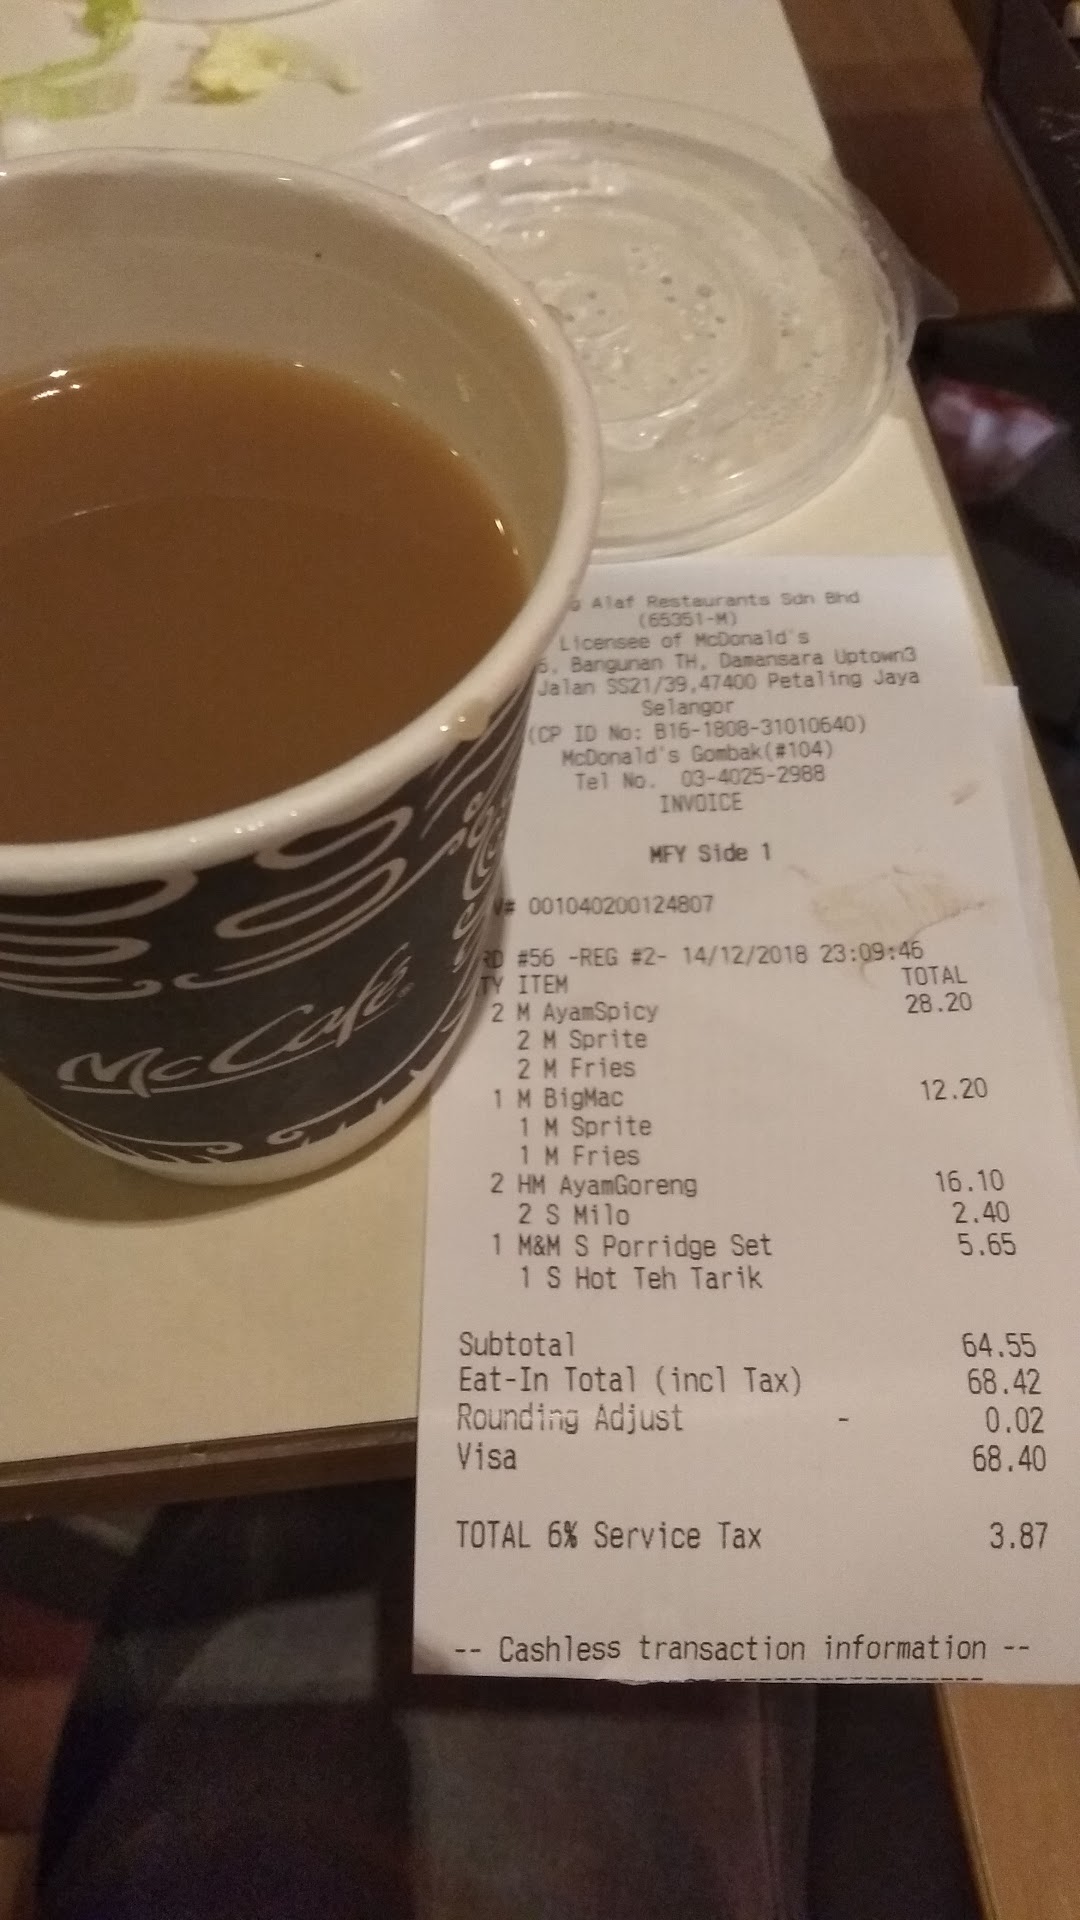 McCafé
Alaf Restaurants Sdn Bhd
(65351-M)
Licensee of McDonald's
Bangunan TH, Damansara Uptown3
Jalan SS21/39,47400 Petaling Jaya
Selangor
(CP ID No: B16-1808-31010640)
McDonald's Gombak(#104)
Tel No. 03-4025-2988
INVOICE
MFY Side 1
# 001040200124807
#56 -REG #2- 14/12/2018 23:09:46
TY ITEM TOTAL
2 M AyamSpicy 28.20
2 M Sprite
2 M Fries
1 M BigMac 12.20
1 M Sprite
1 M Fries
2 HM AyamGoreng 16.10
2 S Milo 2.40
1 M&M S Porridge Set 5.65
1 S Hot Teh Tarik
Subtotal 64.55
Eat-In Total (incl Tax) 68.42
Rounding Adjust - 0.02
Visa 68.40
TOTAL 6% Service Tax 3.87
-- Cashless transaction information --